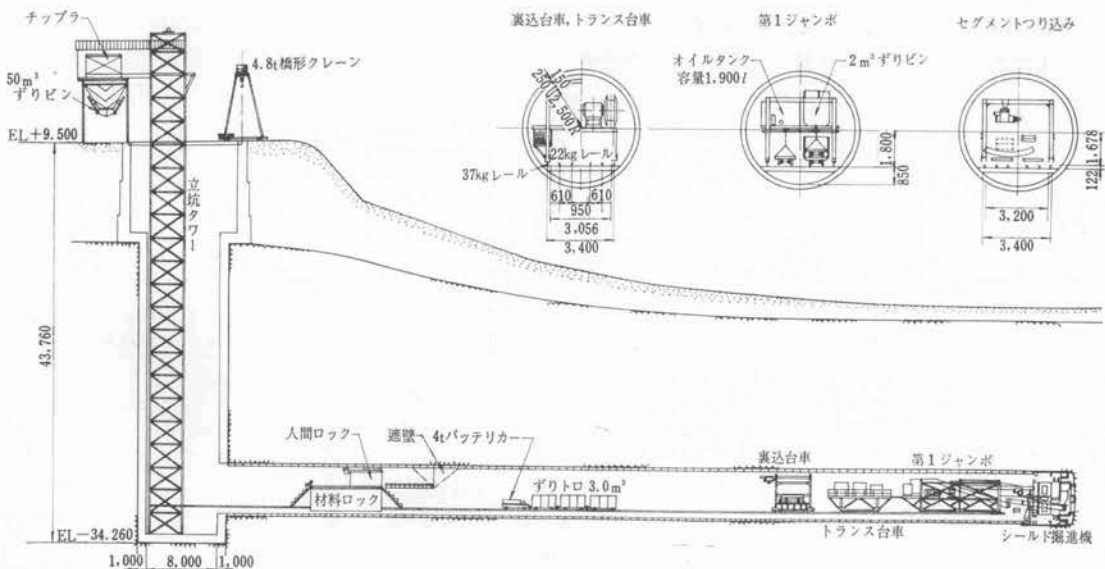 チップラ
50m³
ずりビン
4.8t橋形クレーン
EL+9.500
立坑タワー
43.760
EL−34.260
1,000 8,000 1,000
人間ロック
遮壁
4tバッテリカー
材料ロック
ずりトロ 3.0m³
裏込台車
第1ジャンボ
トランス台車
シールド掘進機
裏込台車, トランス台車
150
250
2,500R
22kgレール
37kgレール
610 610
950
3.056
3,400
第1ジャンボ
オイルタンク
容量1,900l
2m³ずりビン
1.800
850
セグメントつり込み
1.678
122
3.200
3,400